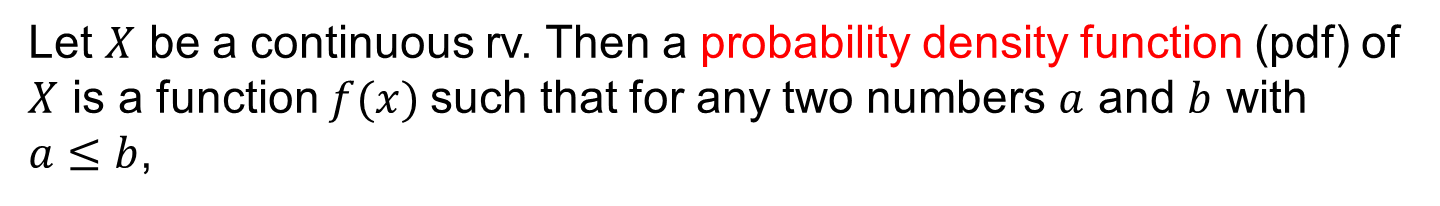 Let X be a continuous rv. Then a probability density function (pdf) of
X is a function f(x) such that for any two numbers a and b with
a ≤ b,